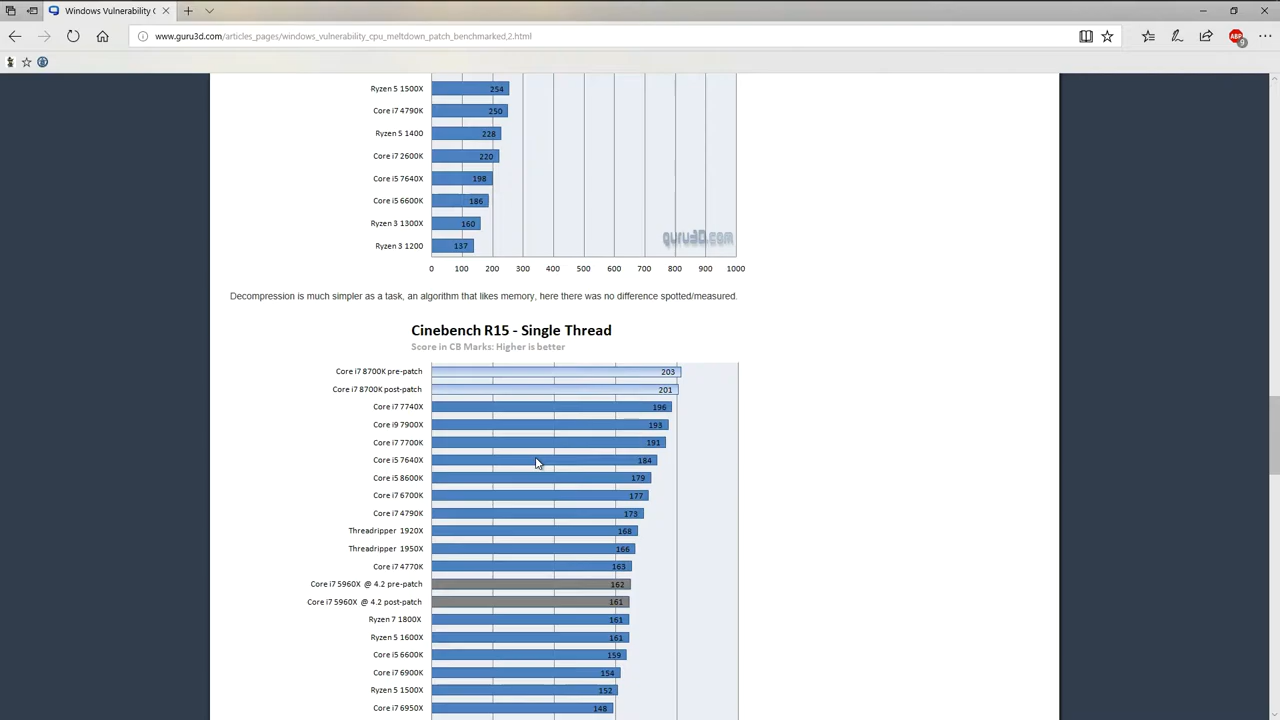 Windows Vulnerability C
www.guru3d.com/articles_pages/windows_vulnerability_cpu_meltdown_patch_benchmarked_2.html
ABP
9
Ryzen 5 1500X 254
Core i7 4790K 250
Ryzen 5 1400 228
Core i7 2600K 220
Core i5 7640X 198
Core i5 6600K 186
Ryzen 3 1300X 160
Ryzen 3 1200 137
guru3D.com
0 100 200 300 400 500 600 700 800 900 1000
Decompression is much simpler as a task, an algorithm that likes memory, here there was no difference spotted/measured.
Cinebench R15 - Single Thread
Score in CB Marks: Higher is better
Core i7 8700K pre-patch 203
Core i7 8700K post-patch 201
Core i7 7740X 196
Core i9 7900X 193
Core i7 7700K 191
Core i5 7640X 184
Core i5 8600K 179
Core i7 6700K 177
Core i7 4790K 173
Threadripper 1920X 168
Threadripper 1950X 166
Core i7 4770K 163
Core i7 5960X @ 4.2 pre-patch 162
Core i7 5960X @ 4.2 post-patch 161
Ryzen 7 1800X 161
Ryzen 5 1600X 161
Core i5 6600K 159
Core i7 6900K 154
Ryzen 5 1500X 152
Core i7 6950X 148